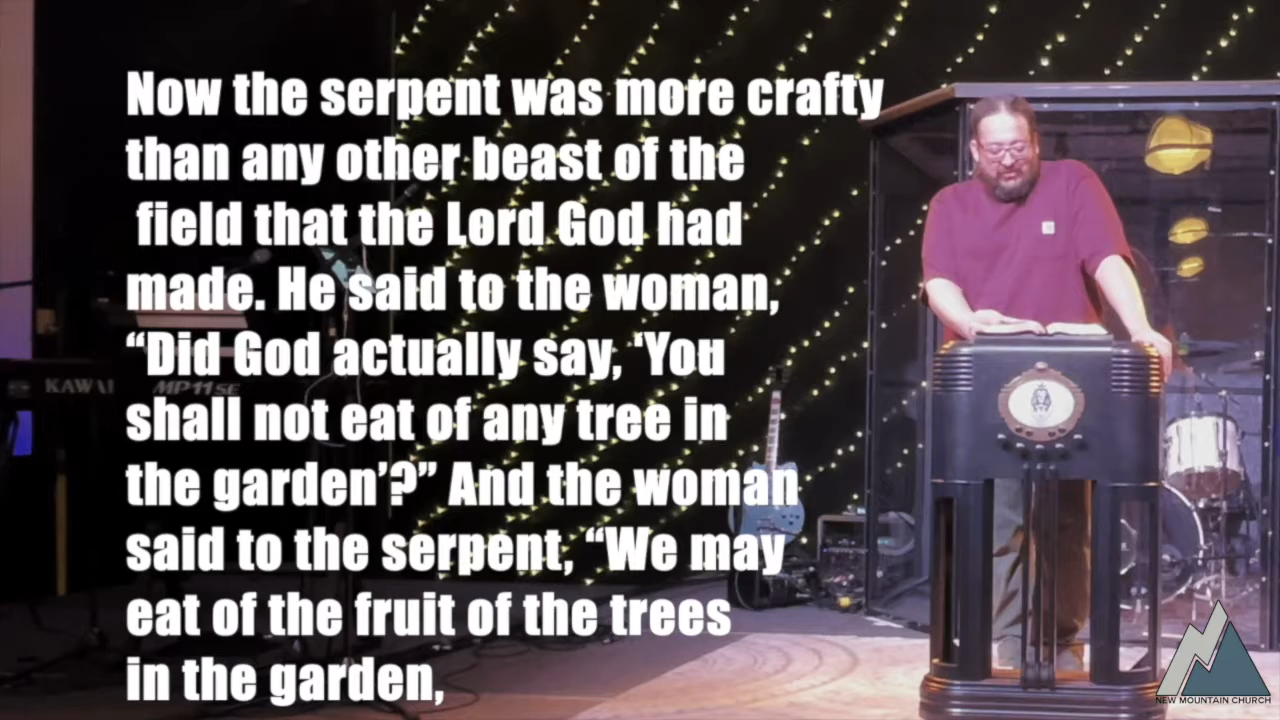 Now the serpent was more crafty
than any other beast of the
field that the Lord God had
made. He said to the woman,
“Did God actually say, ‘You
shall not eat of any tree in
the garden’?” And the woman
said to the serpent, “We may
eat of the fruit of the trees
in the garden,
KAWAI
MP11SE
NEW MOUNTAIN CHURCH